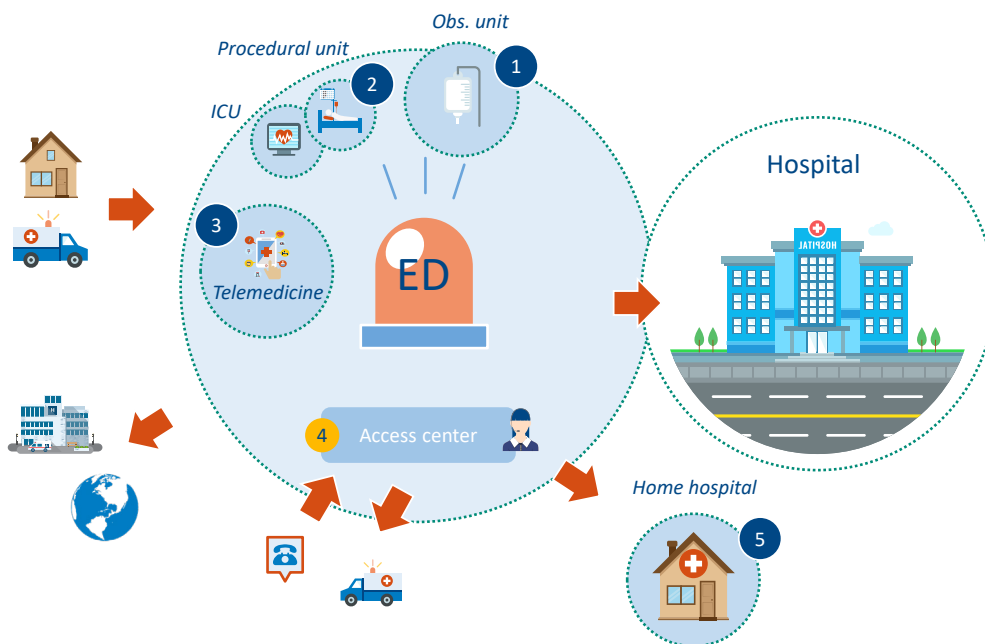 Obs. unit
1
Procedural unit
2
ICU
3
Telemedicine
ED
Hospital
HOSPITAL
4
Access center
H
Home hospital
5